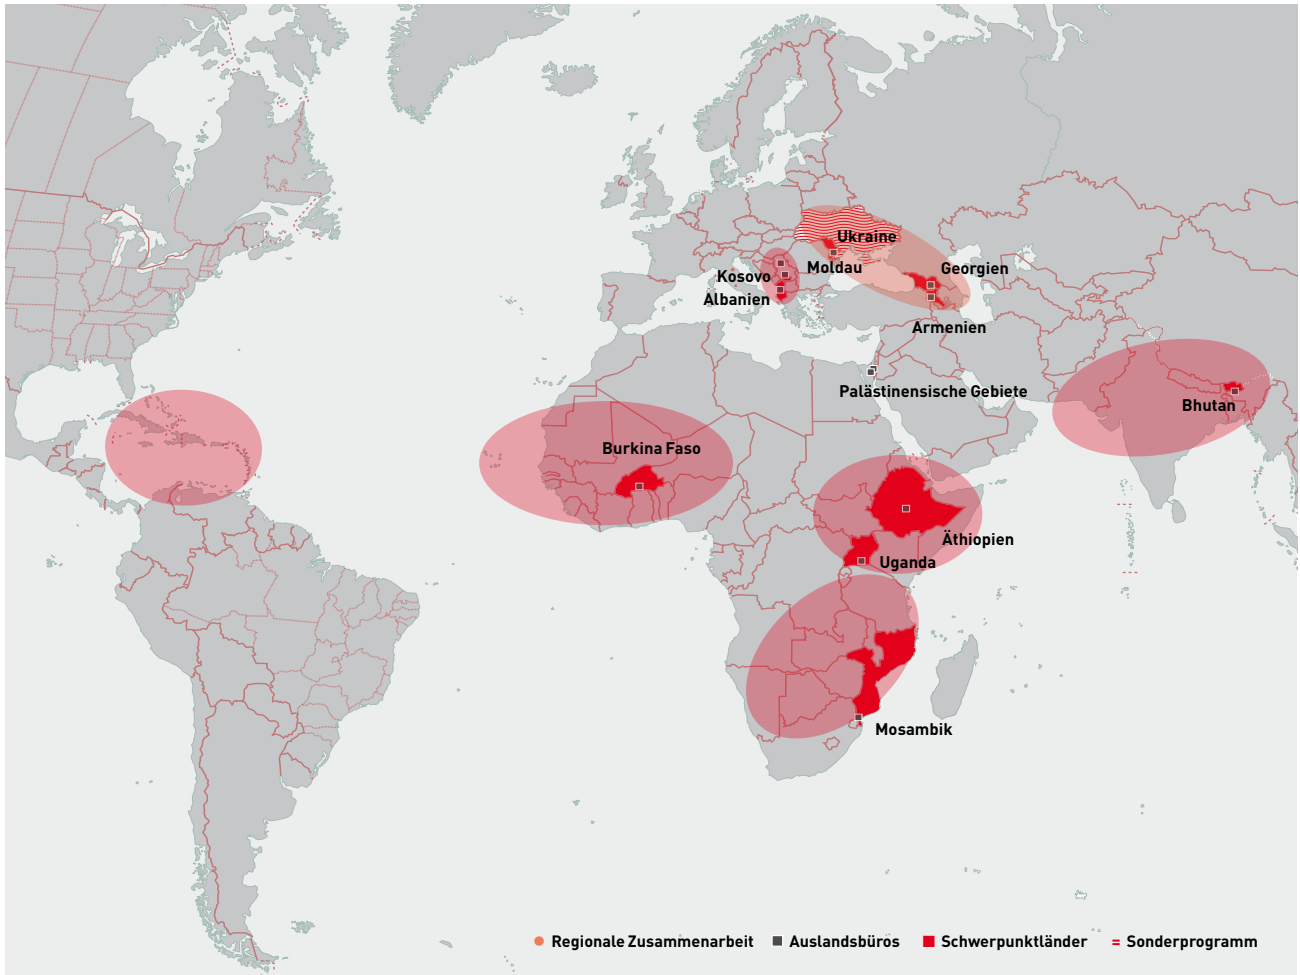 Ukraine
Moldau
Georgien
Kosovo
Albanien
Armenien
Palästinensische Gebiete
Bhutan
Burkina Faso
Äthiopien
Uganda
Mosambik
Regionale Zusammenarbeit
Auslandsbüros
Schwerpunktländer
Sonderprogramm